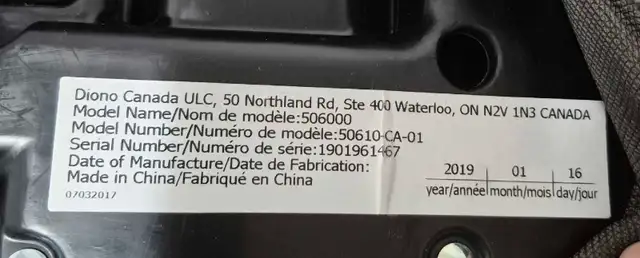 Diono Canada ULC, 50 Northland Rd, Ste 400 Waterloo, ON N2V 1N3 CANADA
Model Name/Nom de modèle:506000
Model Number/Numéro de modèle:50610-CA-01
Serial Number/Numéro de série:1901961467
Date of Manufacture/Date de Fabrication:
Made in China/Fabriqué en China
07032017
2019 01 16
year/année month/mois day/jour